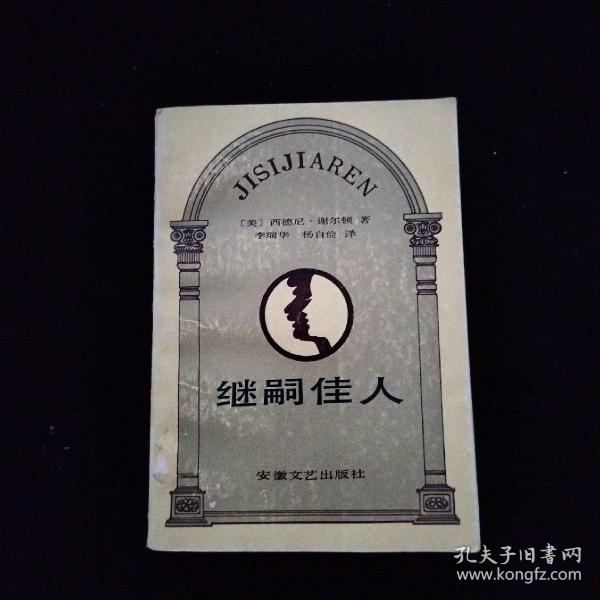 JISIJIAREN
〔美〕西德尼·谢尔顿 著
李瑞华 杨自俭 译
继嗣佳人
安徽文艺出版社
孔夫子旧書网
www.kongfz.com